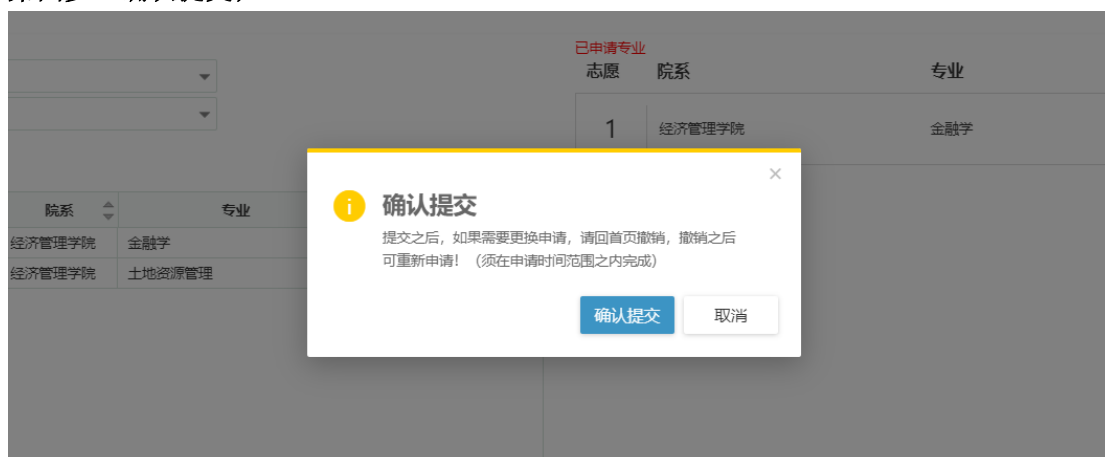 已申请专业
志愿 院系 专业
1 经济管理学院 金融学
院系 专业
经济管理学院 金融学
经济管理学院 土地资源管理
确认提交
提交之后，如果需要更换申请，请回首页撤销，撤销之后
可重新申请！（须在申请时间范围之内完成）
确认提交 取消